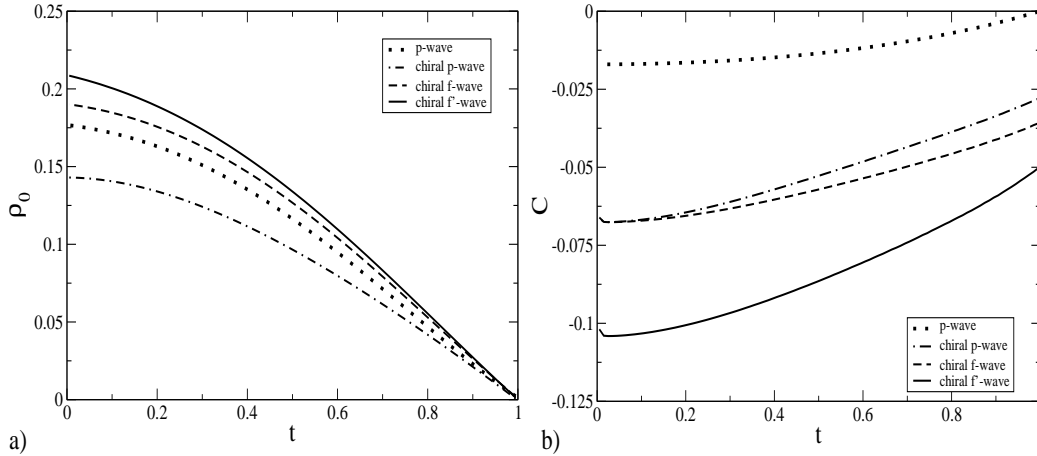 0.25
0.2
0.15
0.1
0.05
0
ρ0
0 0.2 0.4 0.6 0.8 1
t
p-wave
chiral p-wave
chiral f-wave
chiral f'-wave
a)
0
-0.025
-0.05
-0.075
-0.1
-0.125
C
0 0.2 0.4 0.6 0.8
t
p-wave
chiral p-wave
chiral f-wave
chiral f'-wave
b)